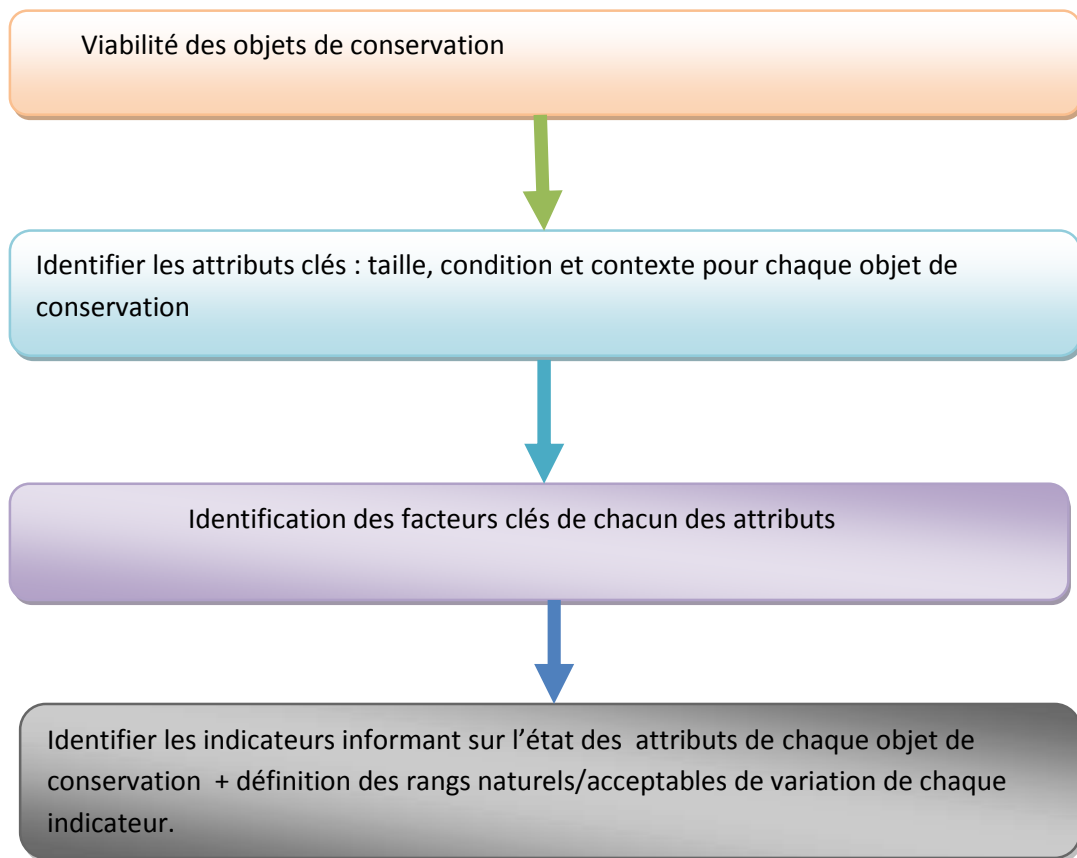 Viabilité des objets de conservation
Identifier les attributs clés : taille, condition et contexte pour chaque objet de
conservation
Identification des facteurs clés de chacun des attributs
Identifier les indicateurs informant sur l’état des  attributs de chaque objet de
conservation  + définition des rangs naturels/acceptables de variation de chaque
indicateur.